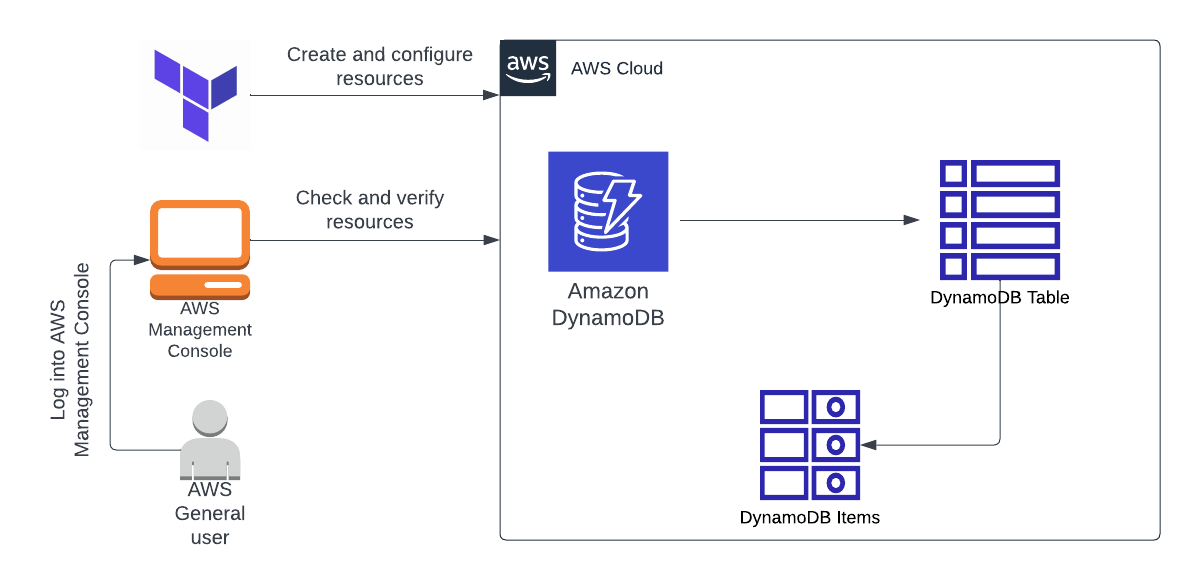 Create and configure
resources
aws
AWS Cloud
Check and verify
resources
Amazon
DynamoDB
DynamoDB Table
AWS
Management
Console
Log into AWS
Management Console
AWS
General
user
DynamoDB Items